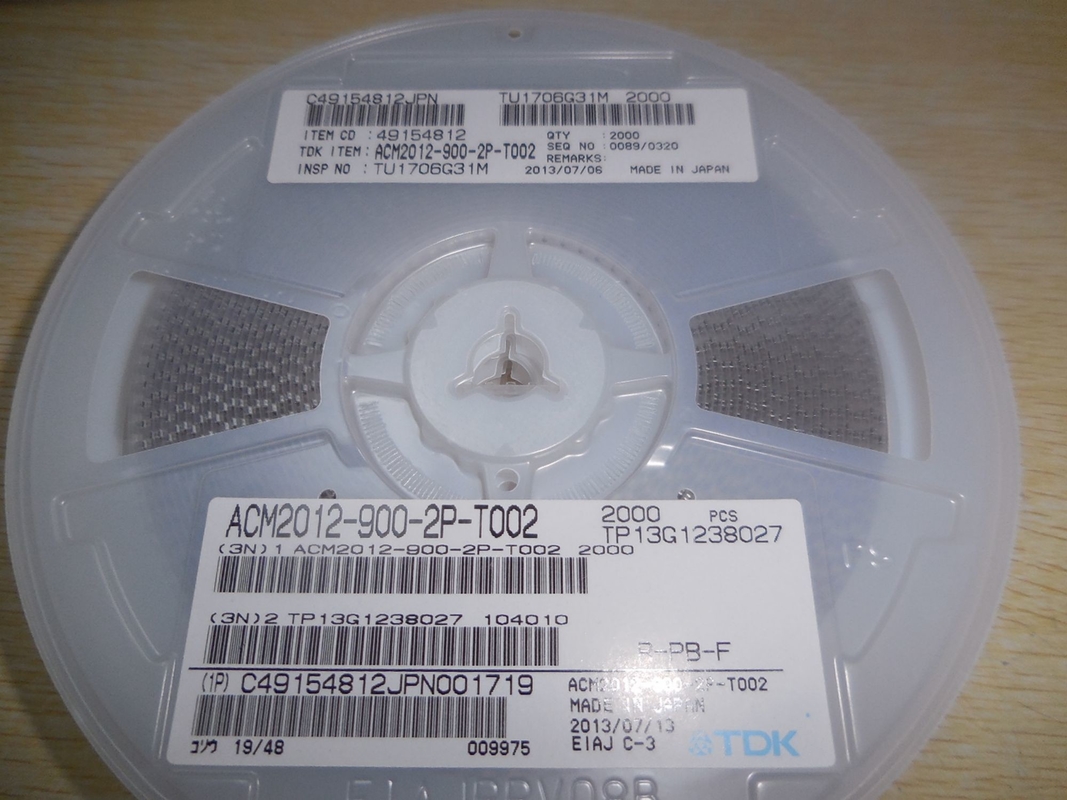 C49154812JPN TU1706G31M 2000
ITEM CD : 49154812 QTY : 2000
TDK ITEM : ACM2012-900-2P-T002 SEQ NO : 0089/0320
REMARKS:
INSP NO : TU1706G31M 2013/07/06 MADE IN JAPAN
ACM2012-900-2P-T002 2000 PCS
TP13G1238027
(3N)1 ACM2012-900-2P-T002 2000
(3N)2 TP13G1238027 104010
R-PB-F
(1P) C49154812JPN001719
ACM2012-900-2P-T002
MADE IN JAPAN
2013/07/13
EIAJ C-3
TDK
コソウ 19/48 009975